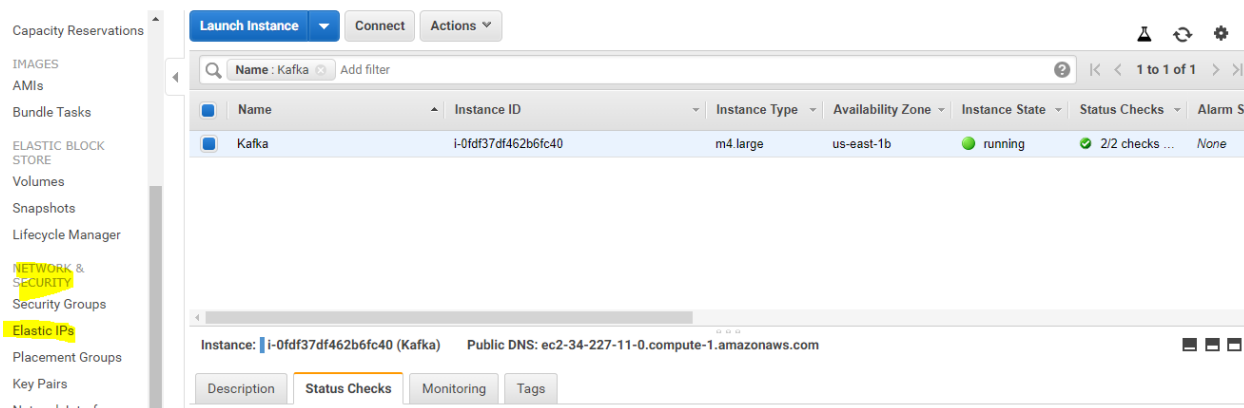 Capacity Reservations
IMAGES
AMIs
Bundle Tasks
ELASTIC BLOCK
STORE
Volumes
Snapshots
Lifecycle Manager
NETWORK &
SECURITY
Security Groups
Elastic IPs
Placement Groups
Key Pairs
Launch Instance Connect Actions
Name : Kafka Add filter 1 to 1 of 1
Name Instance ID Instance Type Availability Zone Instance State Status Checks Alarm S
Kafka i-0fdf37df462b6fc40 m4.large us-east-1b running 2/2 checks ... None
Instance: i-0fdf37df462b6fc40 (Kafka) Public DNS: ec2-34-227-11-0.compute-1.amazonaws.com
Description Status Checks Monitoring Tags